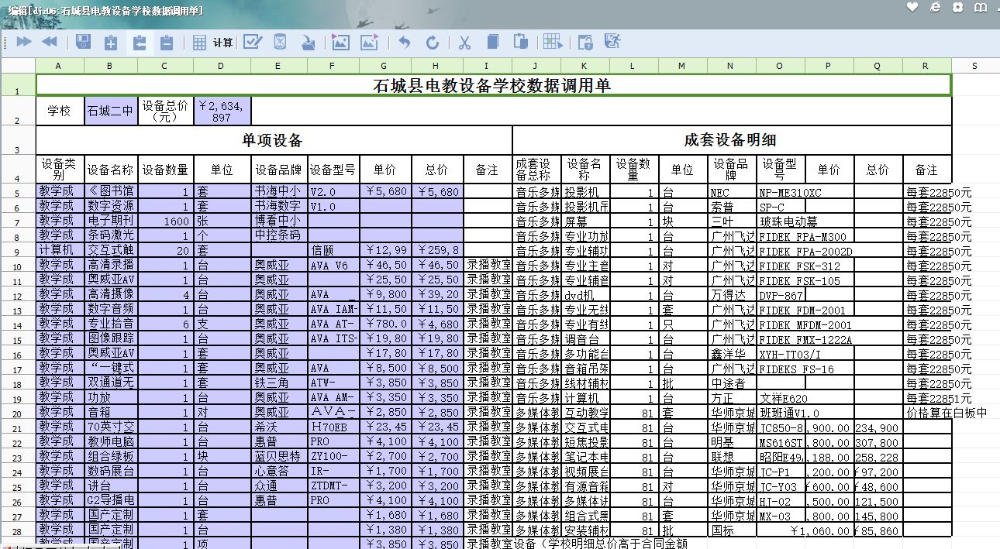 编辑[djz06:石城县电教设备学校数据调用单]
计算
A B C D E F G H I J K L M N O P Q R S
1 石城县电教设备学校数据调用单
2 学校 石城二中 设备总价(元) ￥2,634,897
3 单项设备 成套设备明细
4 设备类别 设备名称 设备数量 单位 设备品牌 设备型号 单价 总价 备注 成套设备总称 设备名称 设备数量 单位 设备品牌 设备型号 单价 总价 备注
5 教学成 《图书馆 1 套 书海中小 V2.0 ￥5,680 ￥5,680 音乐多媒 投影机 1 台 NEC NP-ME310XC 每套22850元
6 教学成 数字资源 1 套 书海数字 V1.0 音乐多媒 投影机吊 1 台 索普 SP-C 每套22850元
7 教学成 电子期刊 1600 张 博看中小 音乐多媒 屏幕 1 块 三叶 玻珠电动幕 每套22850元
8 教学成 条码激光 1 个 中控条码 音乐多媒 专业功放 1 台 广州飞达 FIDEK FPA-M300 每套22850元
9 计算机 交互式触 20 套 信颐 ￥12,99 ￥259,8 音乐多媒 专业辅功 1 台 广州飞达 FIDEK FPA-2002D 每套22850元
10 教学成 高清录播 1 台 奥威亚 AVA V6 ￥46,50 ￥46,50 录播教室 音乐多媒 专业主音 1 对 广州飞达 FIDEK FSK-312 每套22850元
11 教学成 奥威亚AV 1 套 奥威亚 ￥25,50 ￥25,50 录播教室 音乐多媒 专业辅音 1 对 广州飞达 FIDEK FSK-105 每套22850元
12 教学成 高清摄像 4 台 奥威亚 AVA _ ￥9,800 ￥39,20 录播教室 音乐多媒 dvd机 1 台 万得达 DVP-867 每套22850元
13 教学成 数字音频 1 台 奥威亚 AVA IAM- ￥11,50 ￥11,50 录播教室 音乐多媒 专业无线 1 套 广州飞达 FIDEK FDM-2001 每套22850元
14 教学成 专业拾音 6 支 奥威亚 AVA AT- ￥780.0 ￥4,680 录播教室 音乐多媒 专业有线 1 只 广州飞达 FIDEK MFDM-2001 每套22850元
15 教学成 图像跟踪 1 台 奥威亚 AVA ITS- ￥19,80 ￥19,80 录播教室 音乐多媒 调音台 1 台 广州飞达 FIDEK FMX-1222A 每套22850元
16 教学成 奥威亚AV 1 套 奥威亚 ￥17,80 ￥17,80 录播教室 音乐多媒 多功能台 1 台 鑫洋华 XYH-JT03/I 每套22850元
17 教学成 “一键式 1 套 奥威亚 AVA ￥8,500 ￥8,500 录播教室 音乐多媒 音箱吊架 1 台 广州飞达 FIDEKS FS-16 每套22850元
18 教学成 双通道无 1 套 铁三角 ATW- ￥3,850 ￥3,850 录播教室 音乐多媒 线材辅材 1 批 中途者 每套22850元
19 教学成 功放 1 台 奥威亚 AVA AM- ￥3,350 ￥3,350 录播教室 音乐多媒 计算机 1 台 方正 文祥E620 每套22851元
20 教学成 音箱 1 对 奥威亚 AVA- ￥2,850 ￥2,850 录播教室 多媒体教 互动教学 81 套 华师京城 班班通V1.0 价格算在白板中
21 教学成 70英寸交 1 台 希沃 H70EB ￥23,45 ￥23,45 录播教室 多媒体教 交互式电 81 台 华师京城 JC850-8 ,900.00 234,900
22 教学成 教师电脑 1 台 惠普 PRO ￥4,100 ￥4,100 录播教室 多媒体教 短焦投影 81 台 明基 MS616ST ,800.00 307,800
23 教学成 组合绿板 1 块 蓝贝思特 ZY100- ￥2,700 ￥2,700 录播教室 多媒体教 笔记本电 81 台 联想 昭阳E49 ,188.00 258,228
24 教学成 数码展台 1 台 心意答 IR- ￥1,700 ￥1,700 录播教室 多媒体教 视频展台 81 台 华师京城 JC-P1 ,200.00 ￥97,200
25 教学成 讲台 1 台 众通 ZTDMT- ￥3,200 ￥3,200 录播教室 多媒体教 有源音箱 81 对 华师京城 JC-Y03 ￥600.00 ￥48,600
26 教学成 G2导播电 1 台 惠普 PRO ￥4,100 ￥4,100 录播教室 多媒体教 多媒体讲 81 台 华师京城 HJ-02 ,500.00 121,500
27 教学成 国产定制 1 套 ￥1,680 ￥1,680 录播教室 多媒体教 组合式黑 81 套 华师京城 MX-03 ,800.00 145,800
28 教学成 国产定制 1 台 ￥1,380 ￥1,380 录播教室 多媒体教 安装辅材 81 批 国标 ￥1,060.00 ￥85,860
教学成 国产定制 1 项 ￥3,850 ￥3,850 录播教室设备（学校明细总价高于合同金额